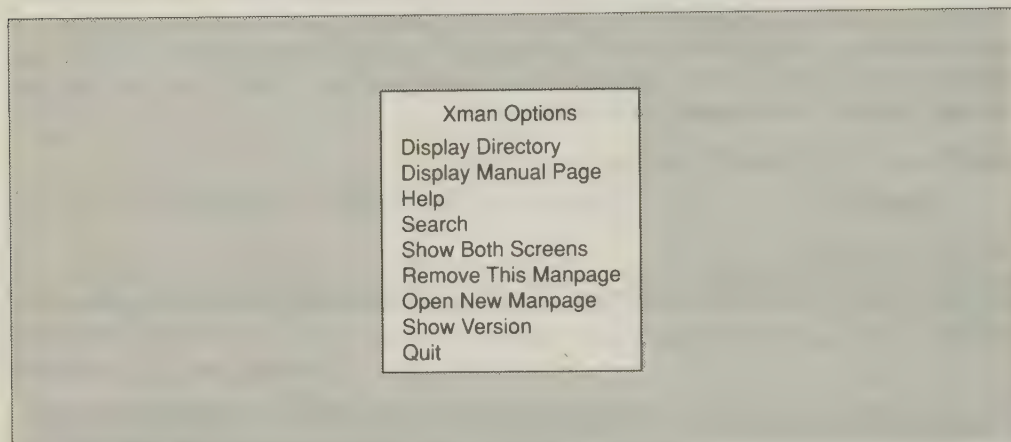 Xman Options
Display Directory
Display Manual Page
Help
Search
Show Both Screens
Remove This Manpage
Open New Manpage
Show Version
Quit